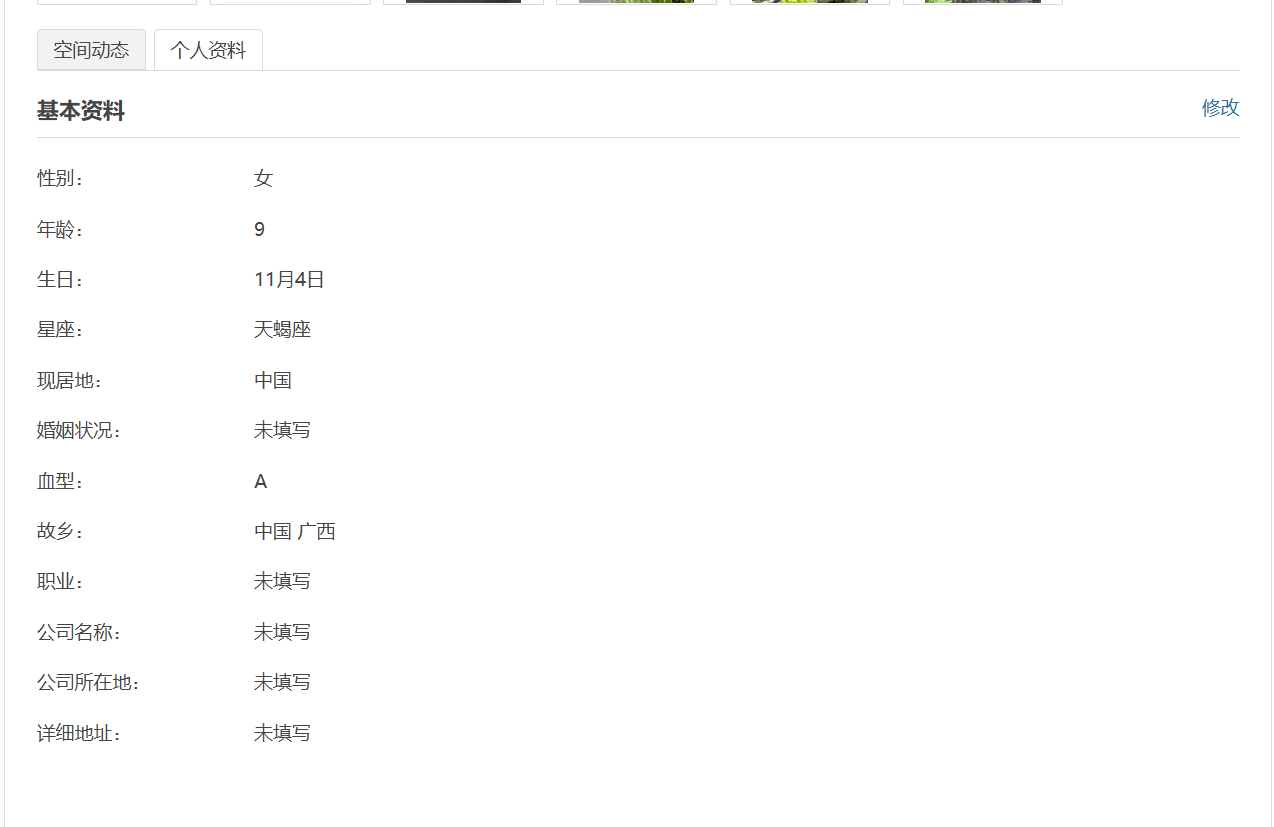 空间动态 个人资料
基本资料 修改
性别： 女
年龄： 9
生日： 11月4日
星座： 天蝎座
现居地： 中国
婚姻状况： 未填写
血型： A
故乡： 中国 广西
职业： 未填写
公司名称： 未填写
公司所在地： 未填写
详细地址： 未填写